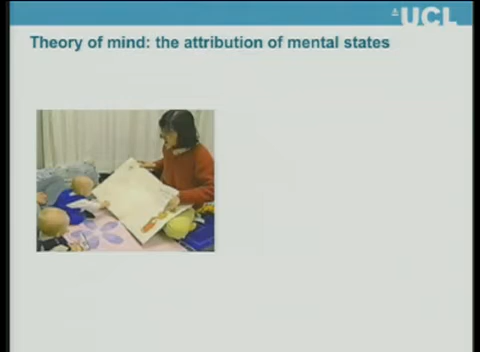 UCL
Theory of mind: the attribution of mental states